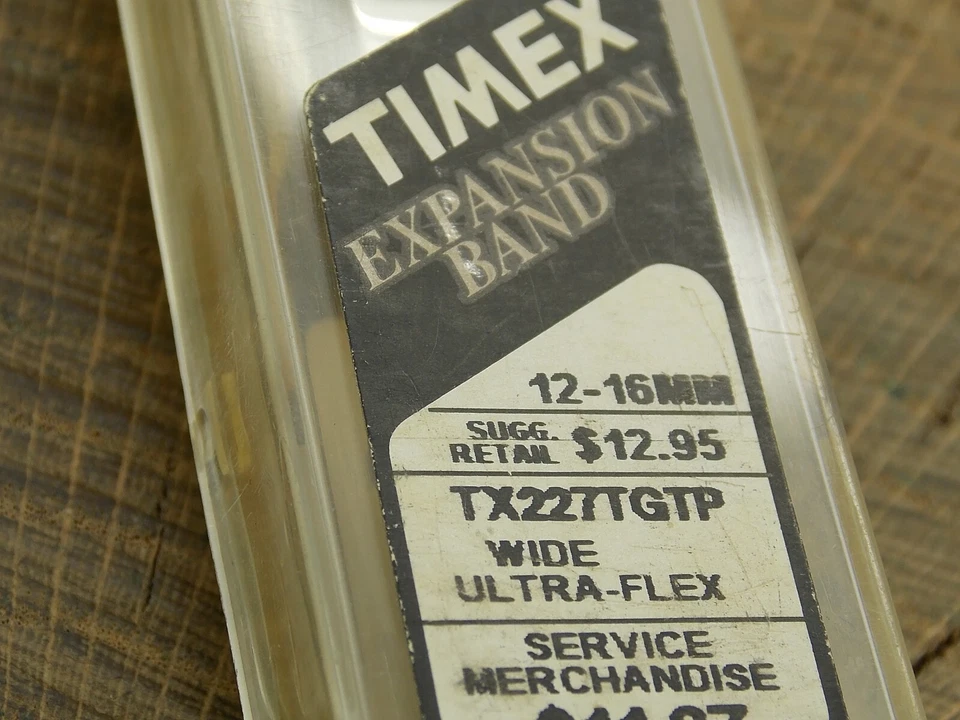 TIMEX
EXPANSION
BAND
12-16MM
SUGG.
RETAIL $12.95
TX227TGTP
WIDE
ULTRA-FLEX
SERVICE
MERCHANDISE